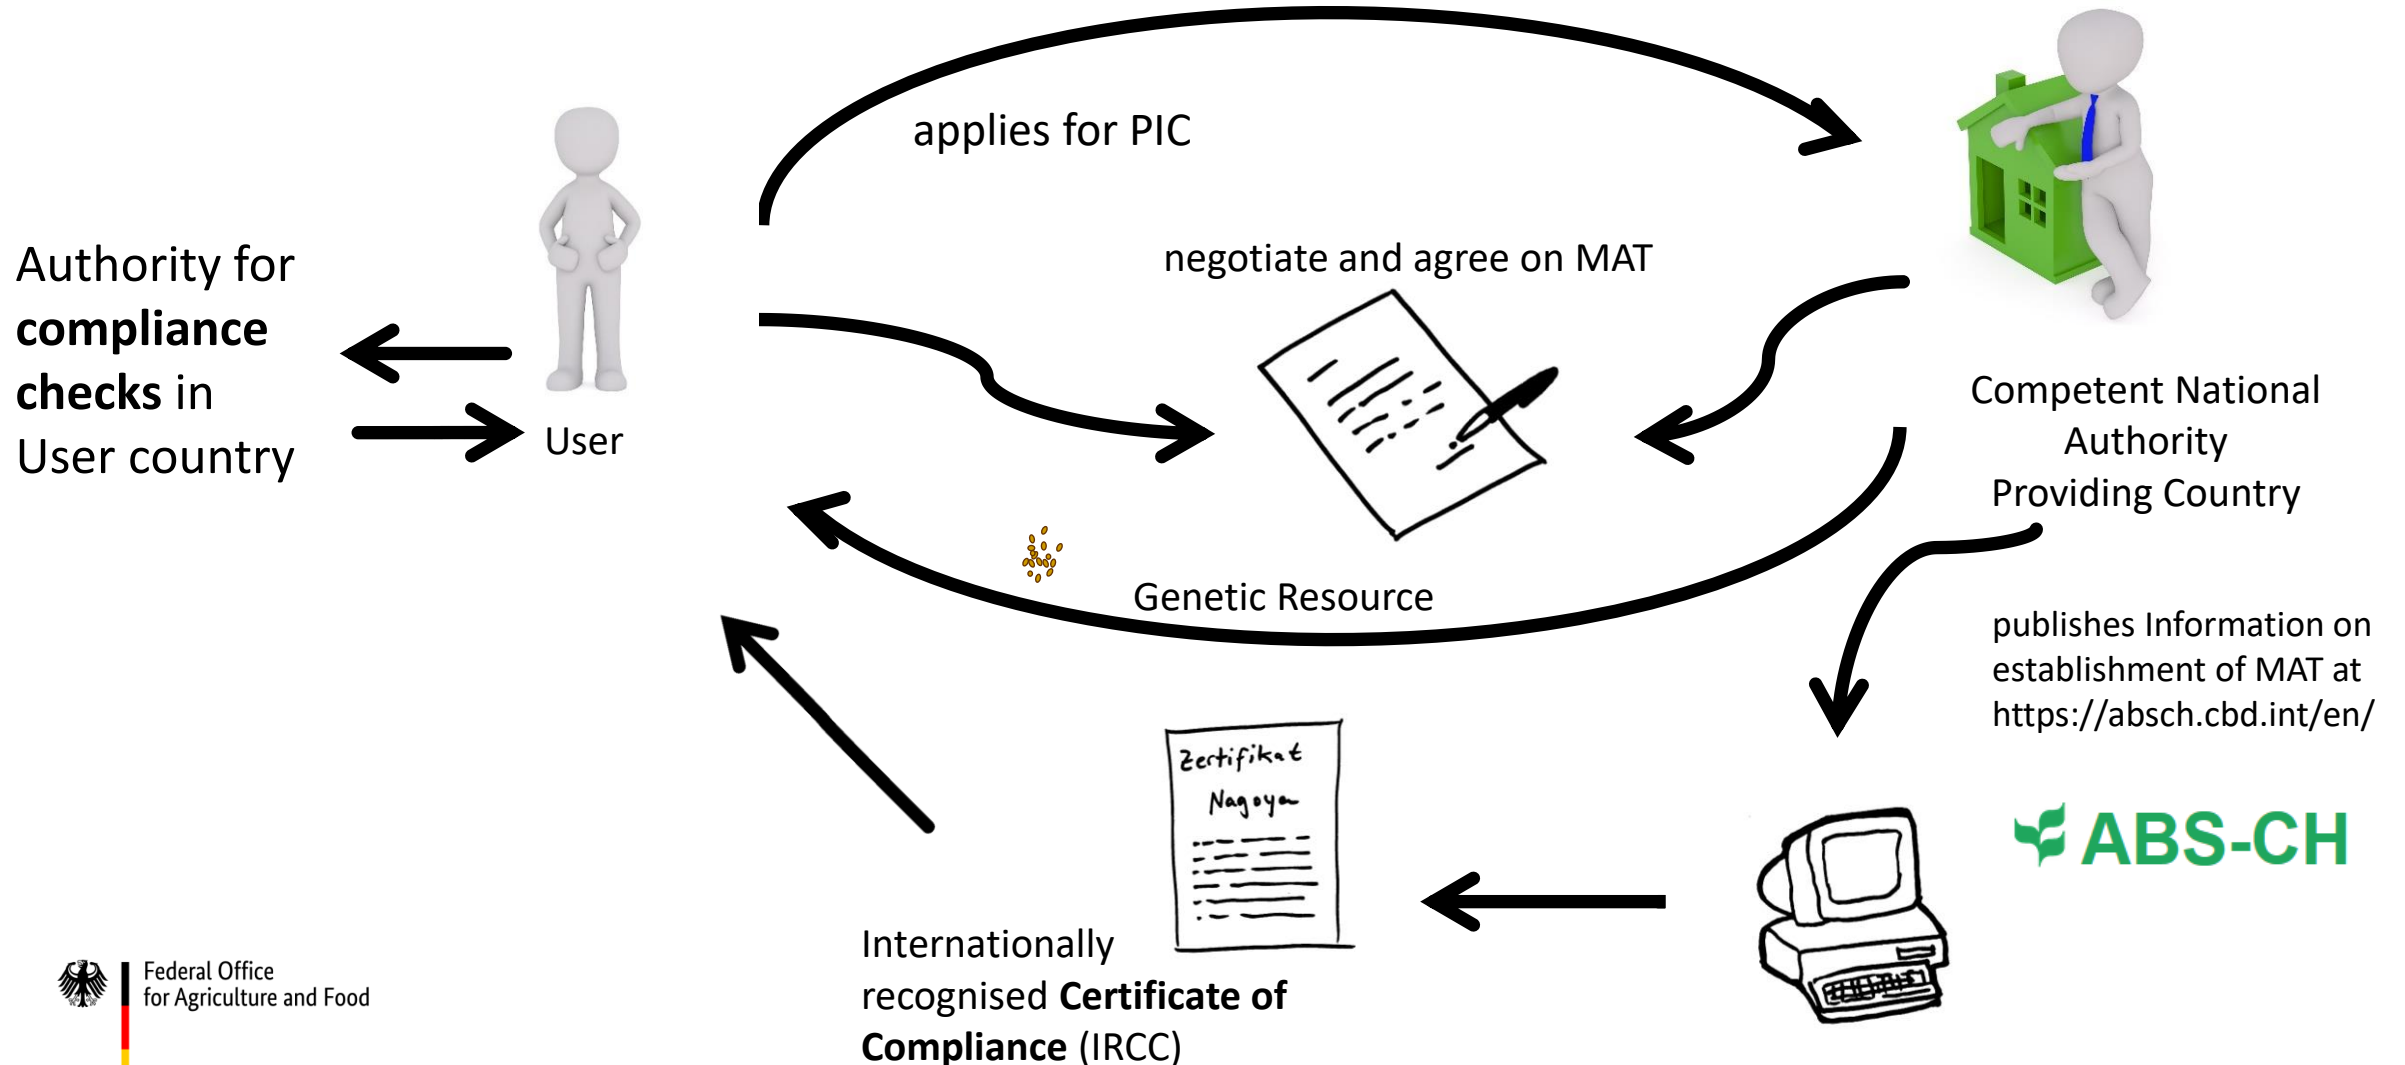 applies for PIC
negotiate and agree on MAT
Authority for
compliance
checks in
User country
User
Competent National
Authority
Providing Country
Genetic Resource
publishes Information on
establishment of MAT at
https://absch.cbd.int/en/
Zertifikat
Nagoya
ABS-CH
Internationally
recognised Certificate of
Compliance (IRCC)
Federal Office
for Agriculture and Food